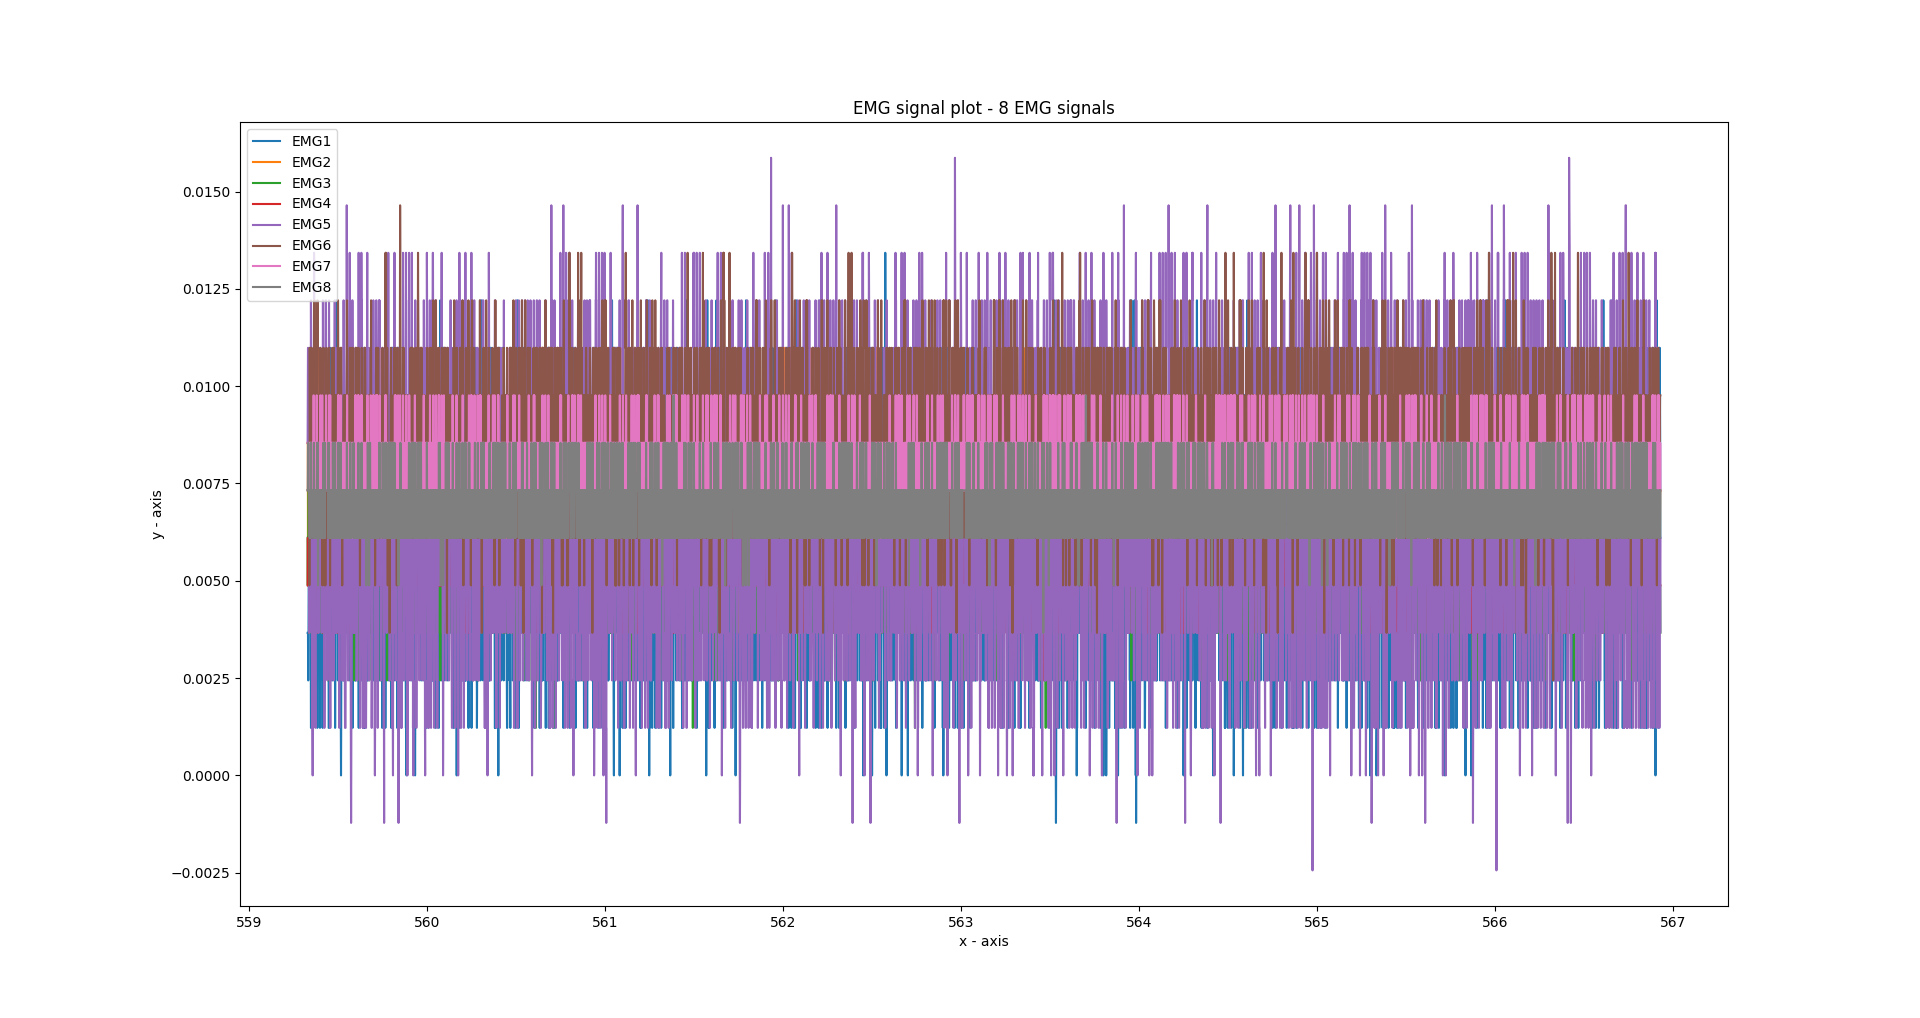 EMG signal plot - 8 EMG signals
EMG1
EMG2
EMG3
EMG4
EMG5
EMG6
EMG7
EMG8
0.0150
0.0125
0.0100
0.0075
0.0050
0.0025
0.0000
−0.0025
y - axis
559 560 561 562 563 564 565 566 567
x - axis